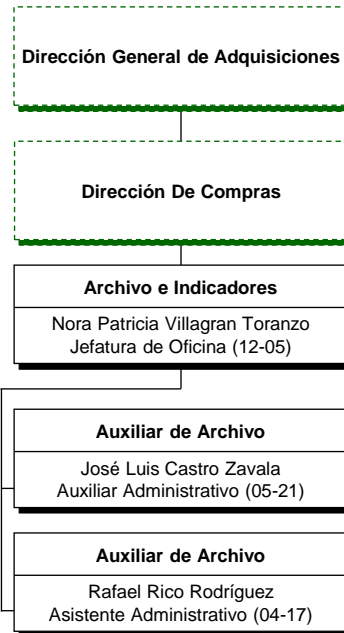 Dirección General de Adquisiciones
Dirección De Compras
Archivo e Indicadores
Nora Patricia Villagran Toranzo
Jefatura de Oficina (12-05)
Auxiliar de Archivo
José Luis Castro Zavala
Auxiliar Administrativo (05-21)
Auxiliar de Archivo
Rafael Rico Rodríguez
Asistente Administrativo (04-17)